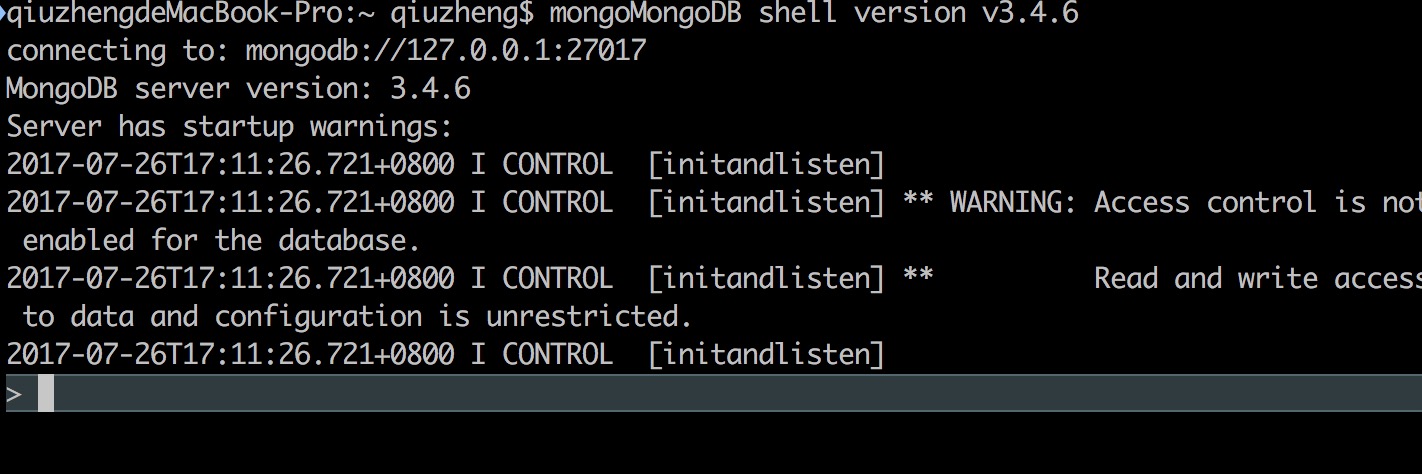 qiuzhengdeMacBook-Pro:~ qiuzheng$ mongoMongoDB shell version v3.4.6
connecting to: mongodb://127.0.0.1:27017
MongoDB server version: 3.4.6
Server has startup warnings:
2017-07-26T17:11:26.721+0800 I CONTROL  [initandlisten]
2017-07-26T17:11:26.721+0800 I CONTROL  [initandlisten] ** WARNING: Access control is not
 enabled for the database.
2017-07-26T17:11:26.721+0800 I CONTROL  [initandlisten] **          Read and write access
 to data and configuration is unrestricted.
2017-07-26T17:11:26.721+0800 I CONTROL  [initandlisten]
>